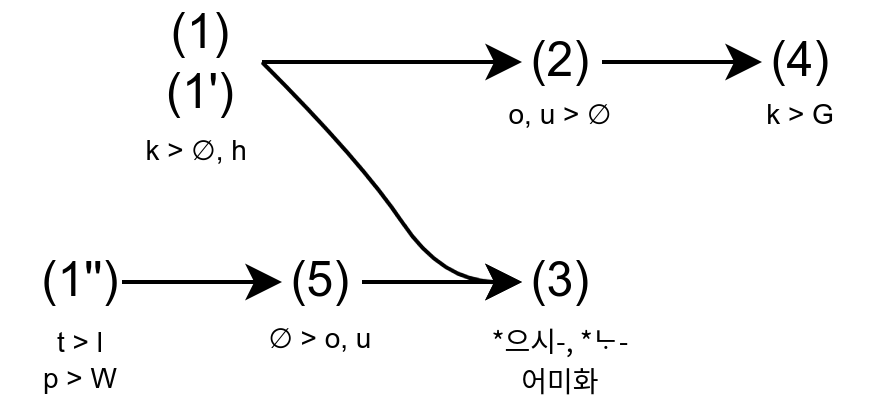 (1)
(1')
k > ∅, h
(2)
o, u > ∅
(4)
k > G
(1")
t > l
p > W
(5)
∅ > o, u
(3)
*으시-, *ᄂᆞ-
어미화